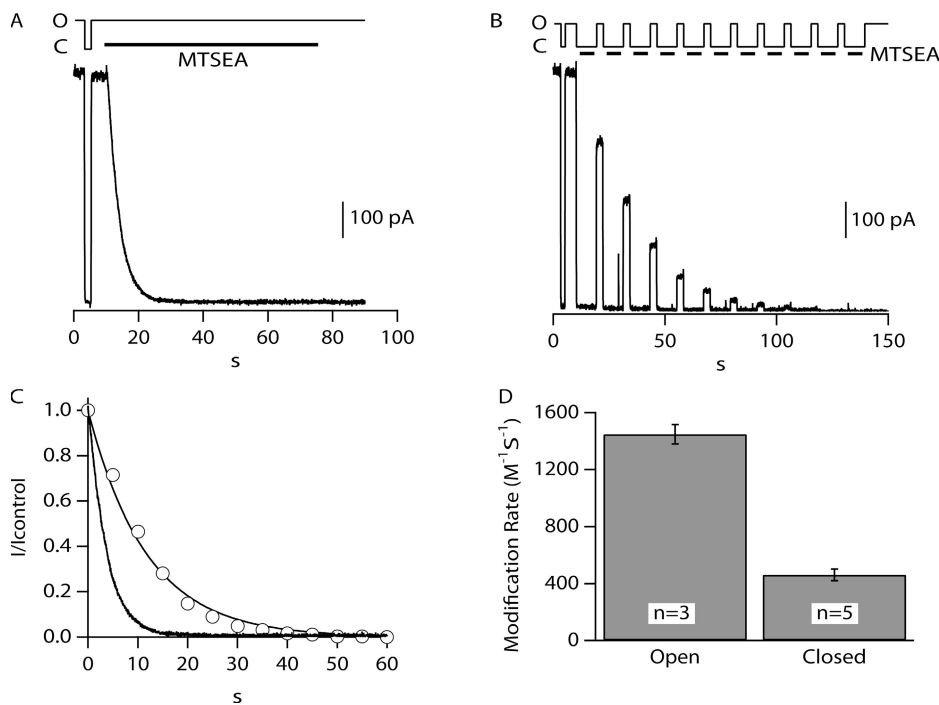 A
O
C
MTSEA
100 pA
0 20 40 60 80 100
s
B
O
C
MTSEA
100 pA
0 50 100 150
s
C
I/Icontrol
1.0
0.8
0.6
0.4
0.2
0.0
0 10 20 30 40 50 60
s
D
Modification Rate (M⁻¹S⁻¹)
1600
1200
800
400
0
n=3 n=5
Open Closed